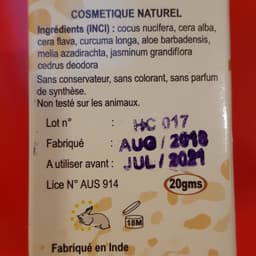 COSMETIQUE NATUREL
Ingrédients (INCI) : cocus nucifera, cera alba,
cera flava, curcuma longa, aloe barbadensis,
melia azadirachta, jasminum grandiflora
cedrus deodora
Sans conservateur, sans colorant, sans parfum
de synthèse.
Non testé sur les animaux.
Lot n° : HC 017
Fabriqué : AUG / 2018
A utiliser avant : JUL / 2021
Lice N° AUS 914 20gms
18M
Fabriqué en Inde